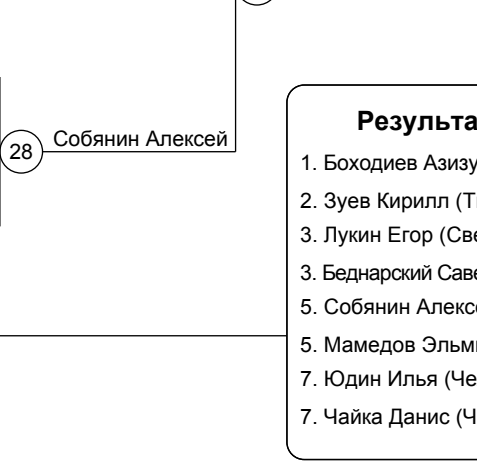 28
Собянин Алексей
Результа
1. Боходиев Азизу
2. Зуев Кирилл (
3. Лукин Егор (Све
3. Беднарский Саве
5. Собянин Алекс
5. Мамедов Эльм
7. Юдин Илья (Че
7. Чайка Данис (Ч